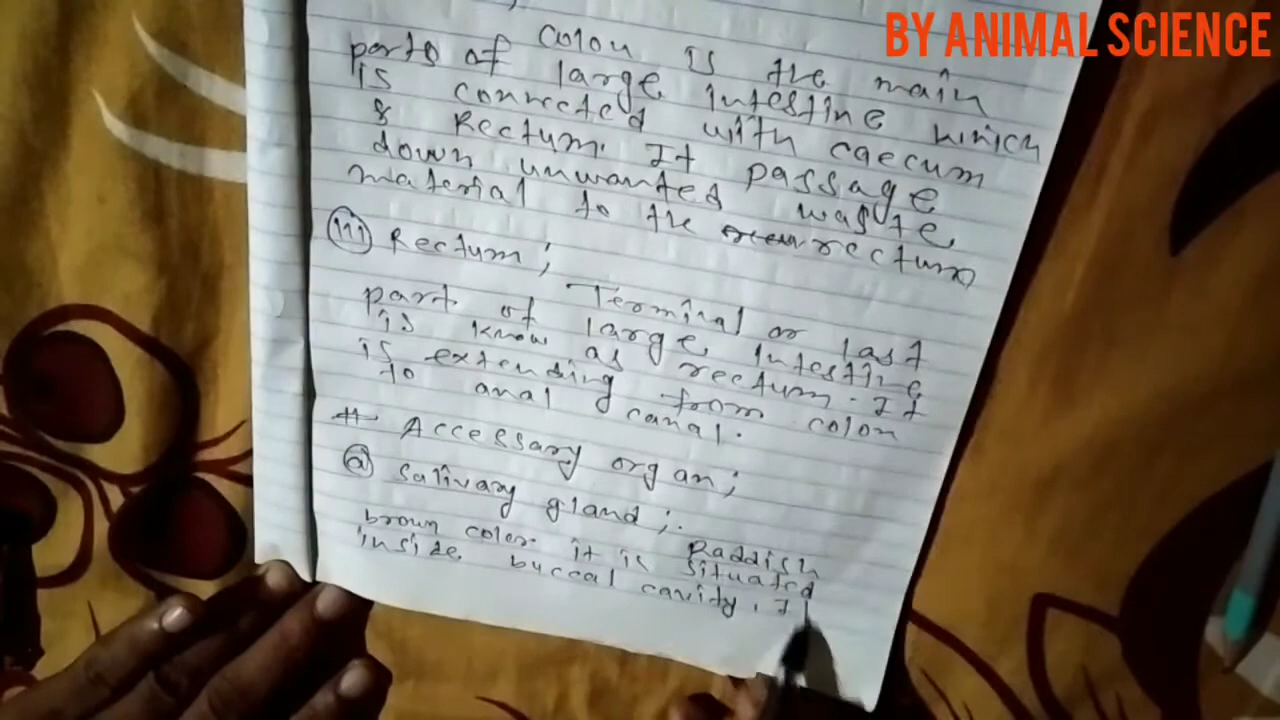 BY ANIMAL SCIENCE
colon is the main
parts of large intestine which
is connected with caecum
& Rectum. It passage
down unwanted waste
material to the rectum
(iii) Rectum;
Terminal or last
part of large intestine
is know as rectum. It
is extending from colon
to anal canal.
# Accessary organ;
(a) salivary gland;.
Raddish
brown color. it is situated
inside buccal cavity. I